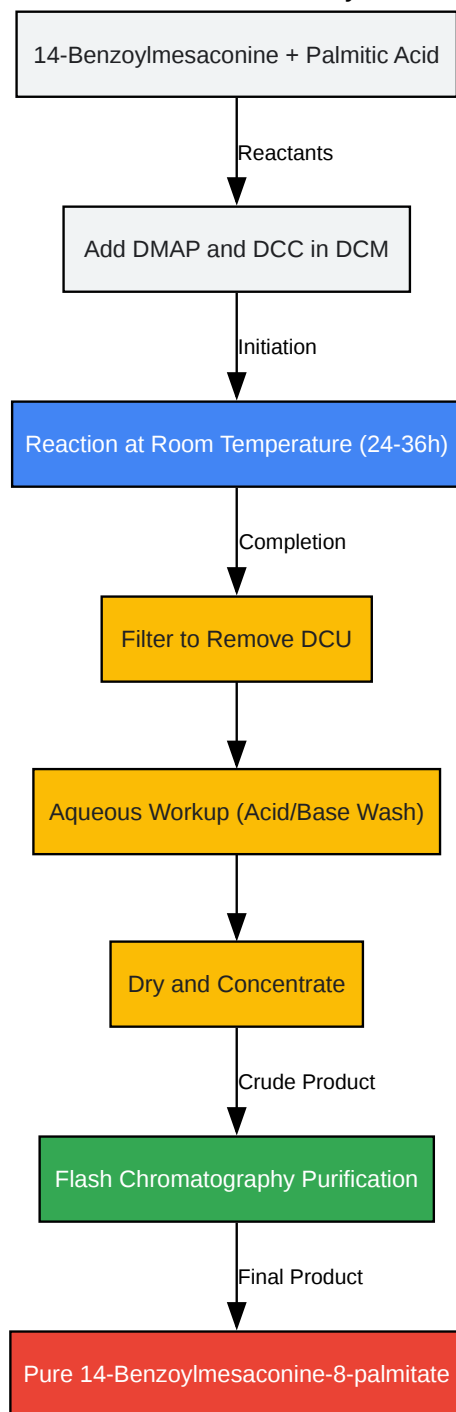 14-Benzoylmesaconine + Palmitic Acid
Reactants
Add DMAP and DCC in DCM
Initiation
Reaction at Room Temperature (24-36h)
Completion
Filter to Remove DCU
Aqueous Workup (Acid/Base Wash)
Dry and Concentrate
Crude Product
Flash Chromatography Purification
Final Product
Pure 14-Benzoylmesaconine-8-palmitate